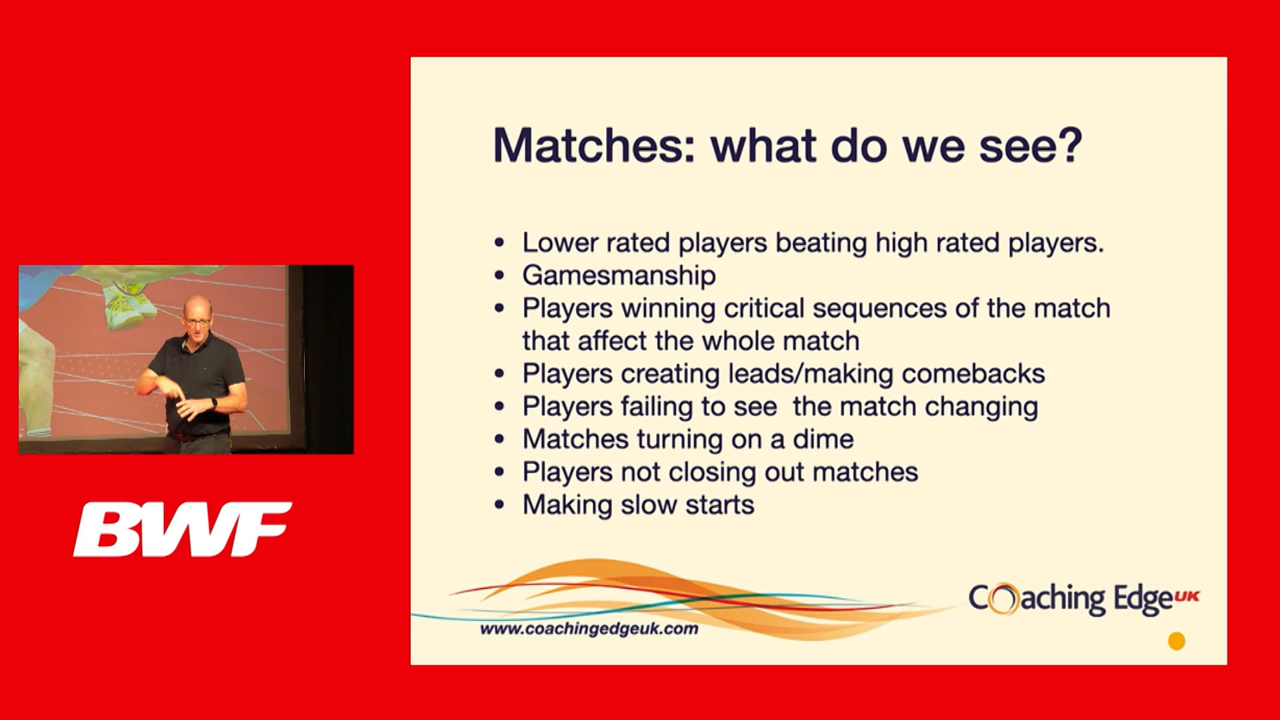 Matches: what do we see?
• Lower rated players beating high rated players.
• Gamesmanship
• Players winning critical sequences of the match
that affect the whole match
• Players creating leads/making comebacks
• Players failing to see  the match changing
• Matches turning on a dime
• Players not closing out matches
• Making slow starts
BWF
Coaching Edge UK
www.coachingedgeuk.com